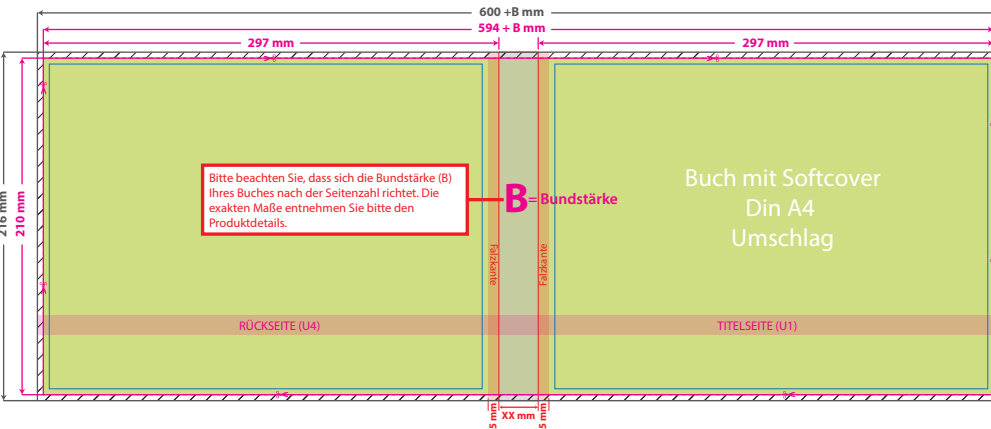 600 +B mm
594 + B mm
297 mm
297 mm
216 mm
210 mm
Bitte beachten Sie, dass sich die Bundstärke (B)
Ihres Buches nach der Seitenzahl richtet. Die
exakten Maße entnehmen Sie bitte den
Produktdetails.
B = Bundstärke
Buch mit Softcover
Din A4
Umschlag
Falzkante
Falzkante
RÜCKSEITE (U4)
TITELSEITE (U1)
5 mm
XX mm
5 mm